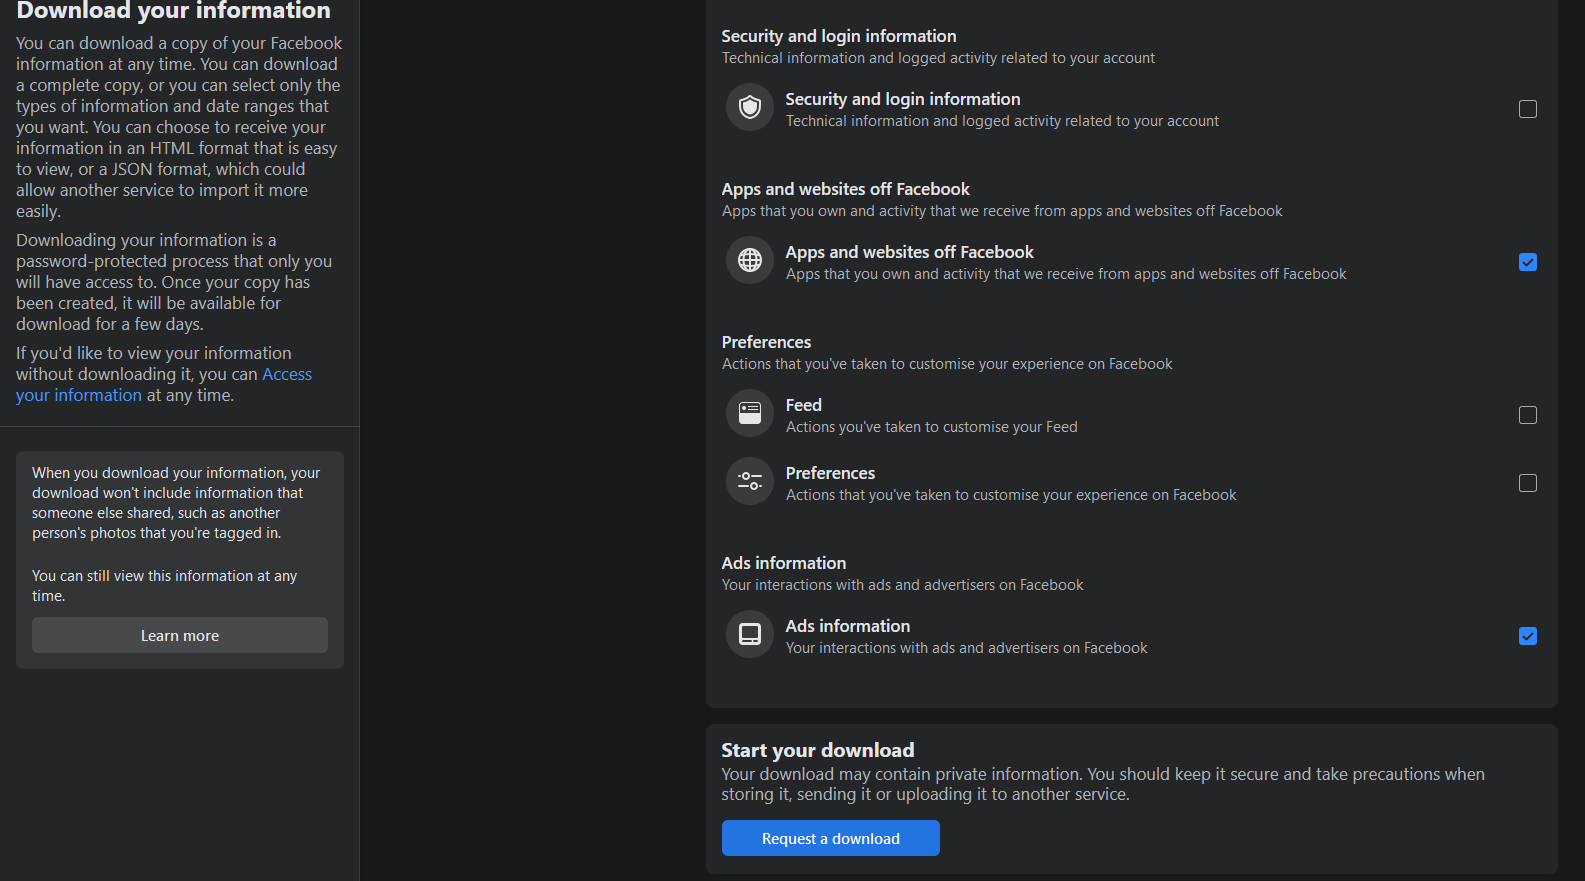 Download your information
You can download a copy of your Facebook
information at any time. You can download
a complete copy, or you can select only the
types of information and date ranges that
you want. You can choose to receive your
information in an HTML format that is easy
to view, or a JSON format, which could
allow another service to import it more
easily.
Downloading your information is a
password-protected process that only you
will have access to. Once your copy has
been created, it will be available for
download for a few days.
If you'd like to view your information
without downloading it, you can Access
your information at any time.
When you download your information, your
download won't include information that
someone else shared, such as another
person's photos that you're tagged in.
You can still view this information at any
time.
Learn more
Security and login information
Technical information and logged activity related to your account
Security and login information
Technical information and logged activity related to your account
Apps and websites off Facebook
Apps that you own and activity that we receive from apps and websites off Facebook
Apps and websites off Facebook
Apps that you own and activity that we receive from apps and websites off Facebook
Preferences
Actions that you've taken to customise your experience on Facebook
Feed
Actions you've taken to customise your Feed
Preferences
Actions that you've taken to customise your experience on Facebook
Ads information
Your interactions with ads and advertisers on Facebook
Ads information
Your interactions with ads and advertisers on Facebook
Start your download
Your download may contain private information. You should keep it secure and take precautions when
storing it, sending it or uploading it to another service.
Request a download